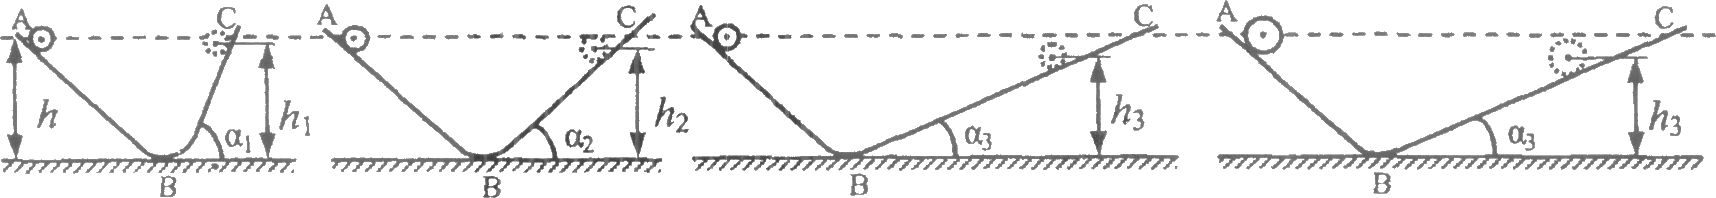 A C A C A C A C
h h₁ h₂ h₃ h₃
α₁ α₂ α₃ α₃
B B B B